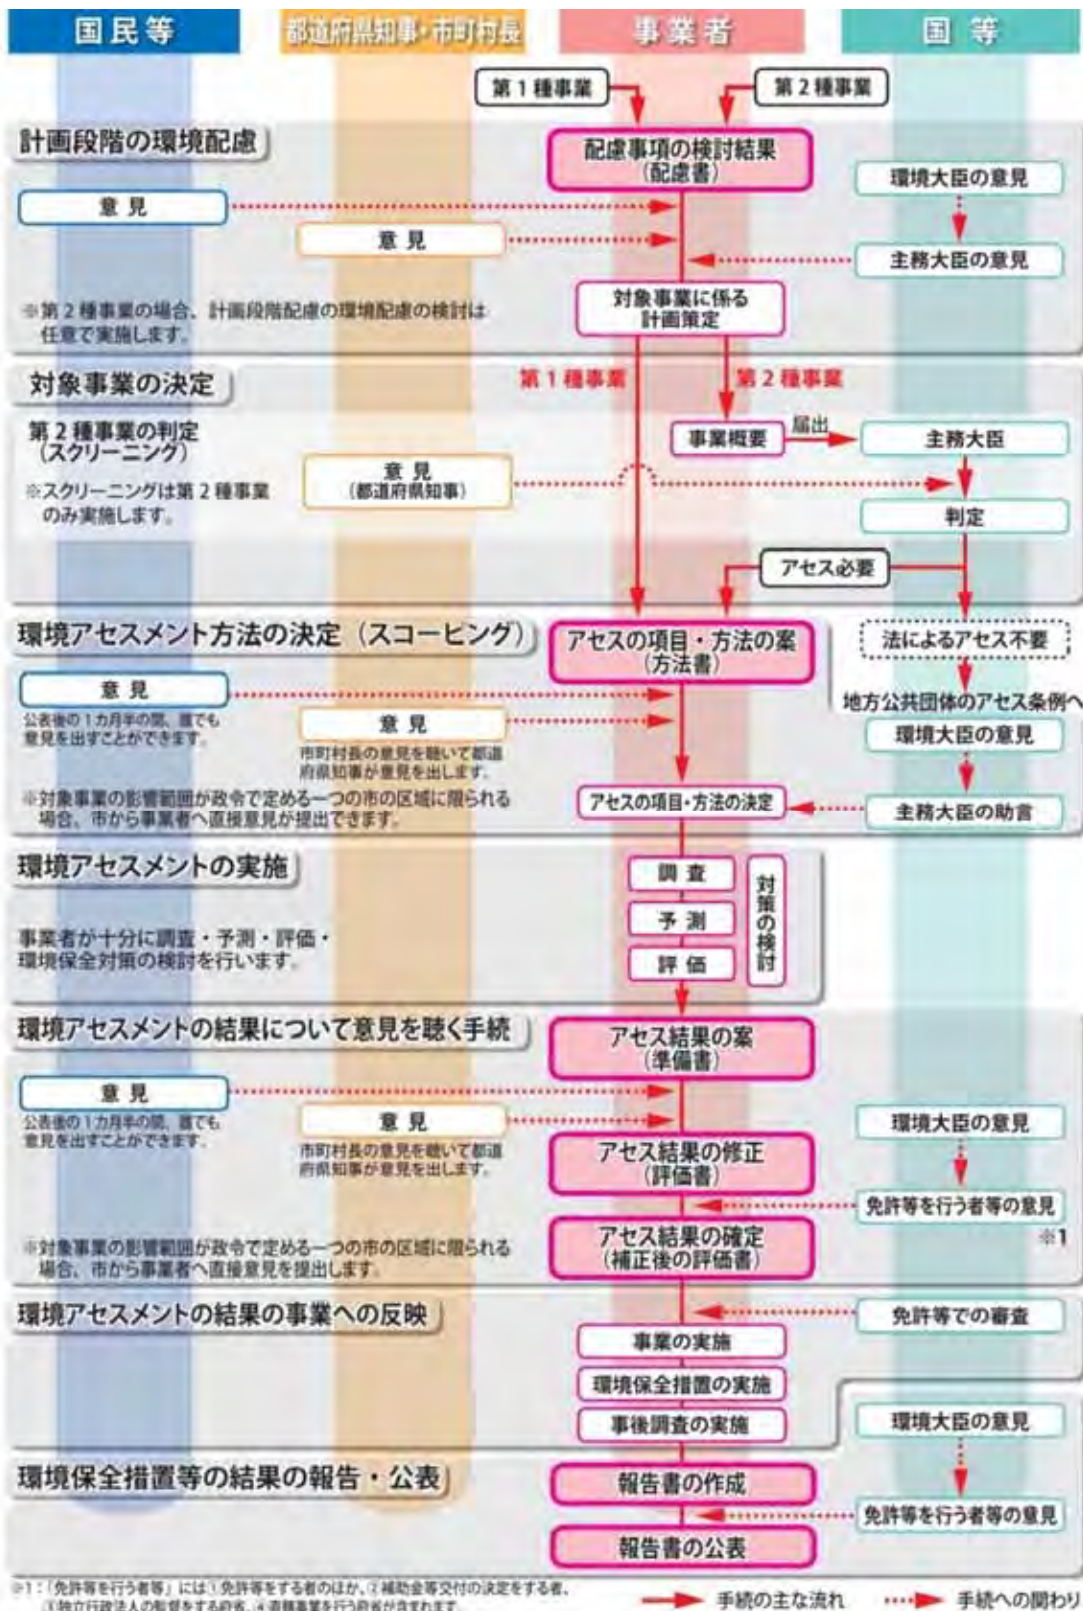 国民等
都道府県知事・市町村長
事業者
国等
第1種事業
第2種事業
計画段階の環境配慮
配慮事項の検討結果
(配慮書)
環境大臣の意見
意見
意見
主務大臣の意見
対象事業に係る
計画策定
※第2種事業の場合、計画段階配慮の環境配慮の検討は
任意で実施します。
対象事業の決定
第1種事業
第2種事業
第2種事業の判定
(スクリーニング)
事業概要
届出
主務大臣
意見
(都道府県知事)
※スクリーニングは第2種事業
のみ実施します。
判定
アセス必要
環境アセスメント方法の決定(スコーピング)
アセスの項目・方法の案
(方法書)
法によるアセス不要
地方公共団体のアセス条例へ
意見
公表後の1カ月半の間、誰でも
意見を出すことができます。
意見
市町村長の意見を聴いて都道
府県知事が意見を出します。
環境大臣の意見
※対象事業の影響範囲が政令で定める一つの市の区域に限られる
場合、市から事業者へ直接意見が提出できます。
アセスの項目・方法の決定
主務大臣の助言
環境アセスメントの実施
調査
予測
評価
対策の検討
事業者が十分に調査・予測・評価・
環境保全対策の検討を行います。
環境アセスメントの結果について意見を聴く手続
アセス結果の案
(準備書)
意見
公表後の1カ月半の間、誰でも
意見を出すことができます。
意見
市町村長の意見を聴いて都道
府県知事が意見を出します。
環境大臣の意見
アセス結果の修正
(評価書)
免許等を行う者等の意見
※1
※対象事業の影響範囲が政令で定める一つの市の区域に限られる
場合、市から事業者へ直接意見を提出します。
アセス結果の確定
(補正後の評価書)
環境アセスメントの結果の事業への反映
免許等での審査
事業の実施
環境保全措置の実施
事後調査の実施
環境大臣の意見
環境保全措置等の結果の報告・公表
報告書の作成
免許等を行う者等の意見
報告書の公表
※1:「免許等を行う者等」には①免許等をする者のほか、②補助金等交付の決定をする者、
③独立行政法人の監督をする府省、④直轄事業を行う府省が含まれます。
手続の主な流れ
手続への関わり